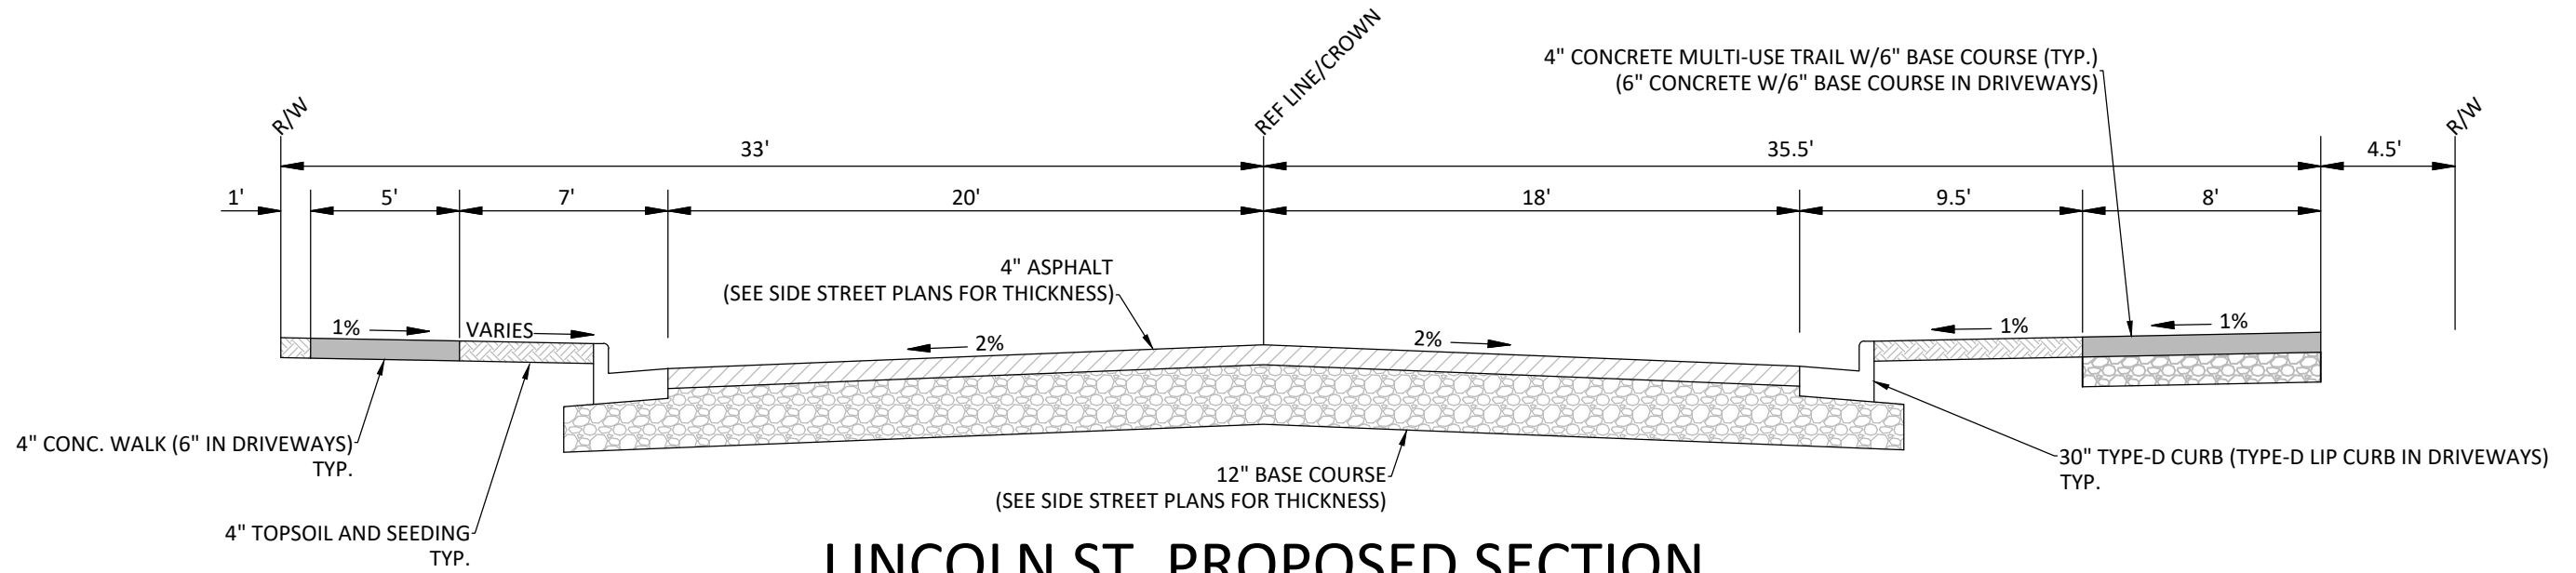 REF LINE/CROWN
4" CONCRETE MULTI-USE TRAIL W/6" BASE COURSE (TYP.)
(6" CONCRETE W/6" BASE COURSE IN DRIVEWAYS)
R/W
R/W
33'
35.5'
4.5'
1'
5'
7'
20'
18'
9.5'
8'
4" ASPHALT
(SEE SIDE STREET PLANS FOR THICKNESS)
1%
VARIES
2%
2%
1%
1%
4" CONC. WALK (6" IN DRIVEWAYS)
TYP.
12" BASE COURSE
(SEE SIDE STREET PLANS FOR THICKNESS)
30" TYPE-D CURB (TYPE-D LIP CURB IN DRIVEWAYS)
TYP.
4" TOPSOIL AND SEEDING
TYP.
LINCOLN ST. PROPOSED SECTION